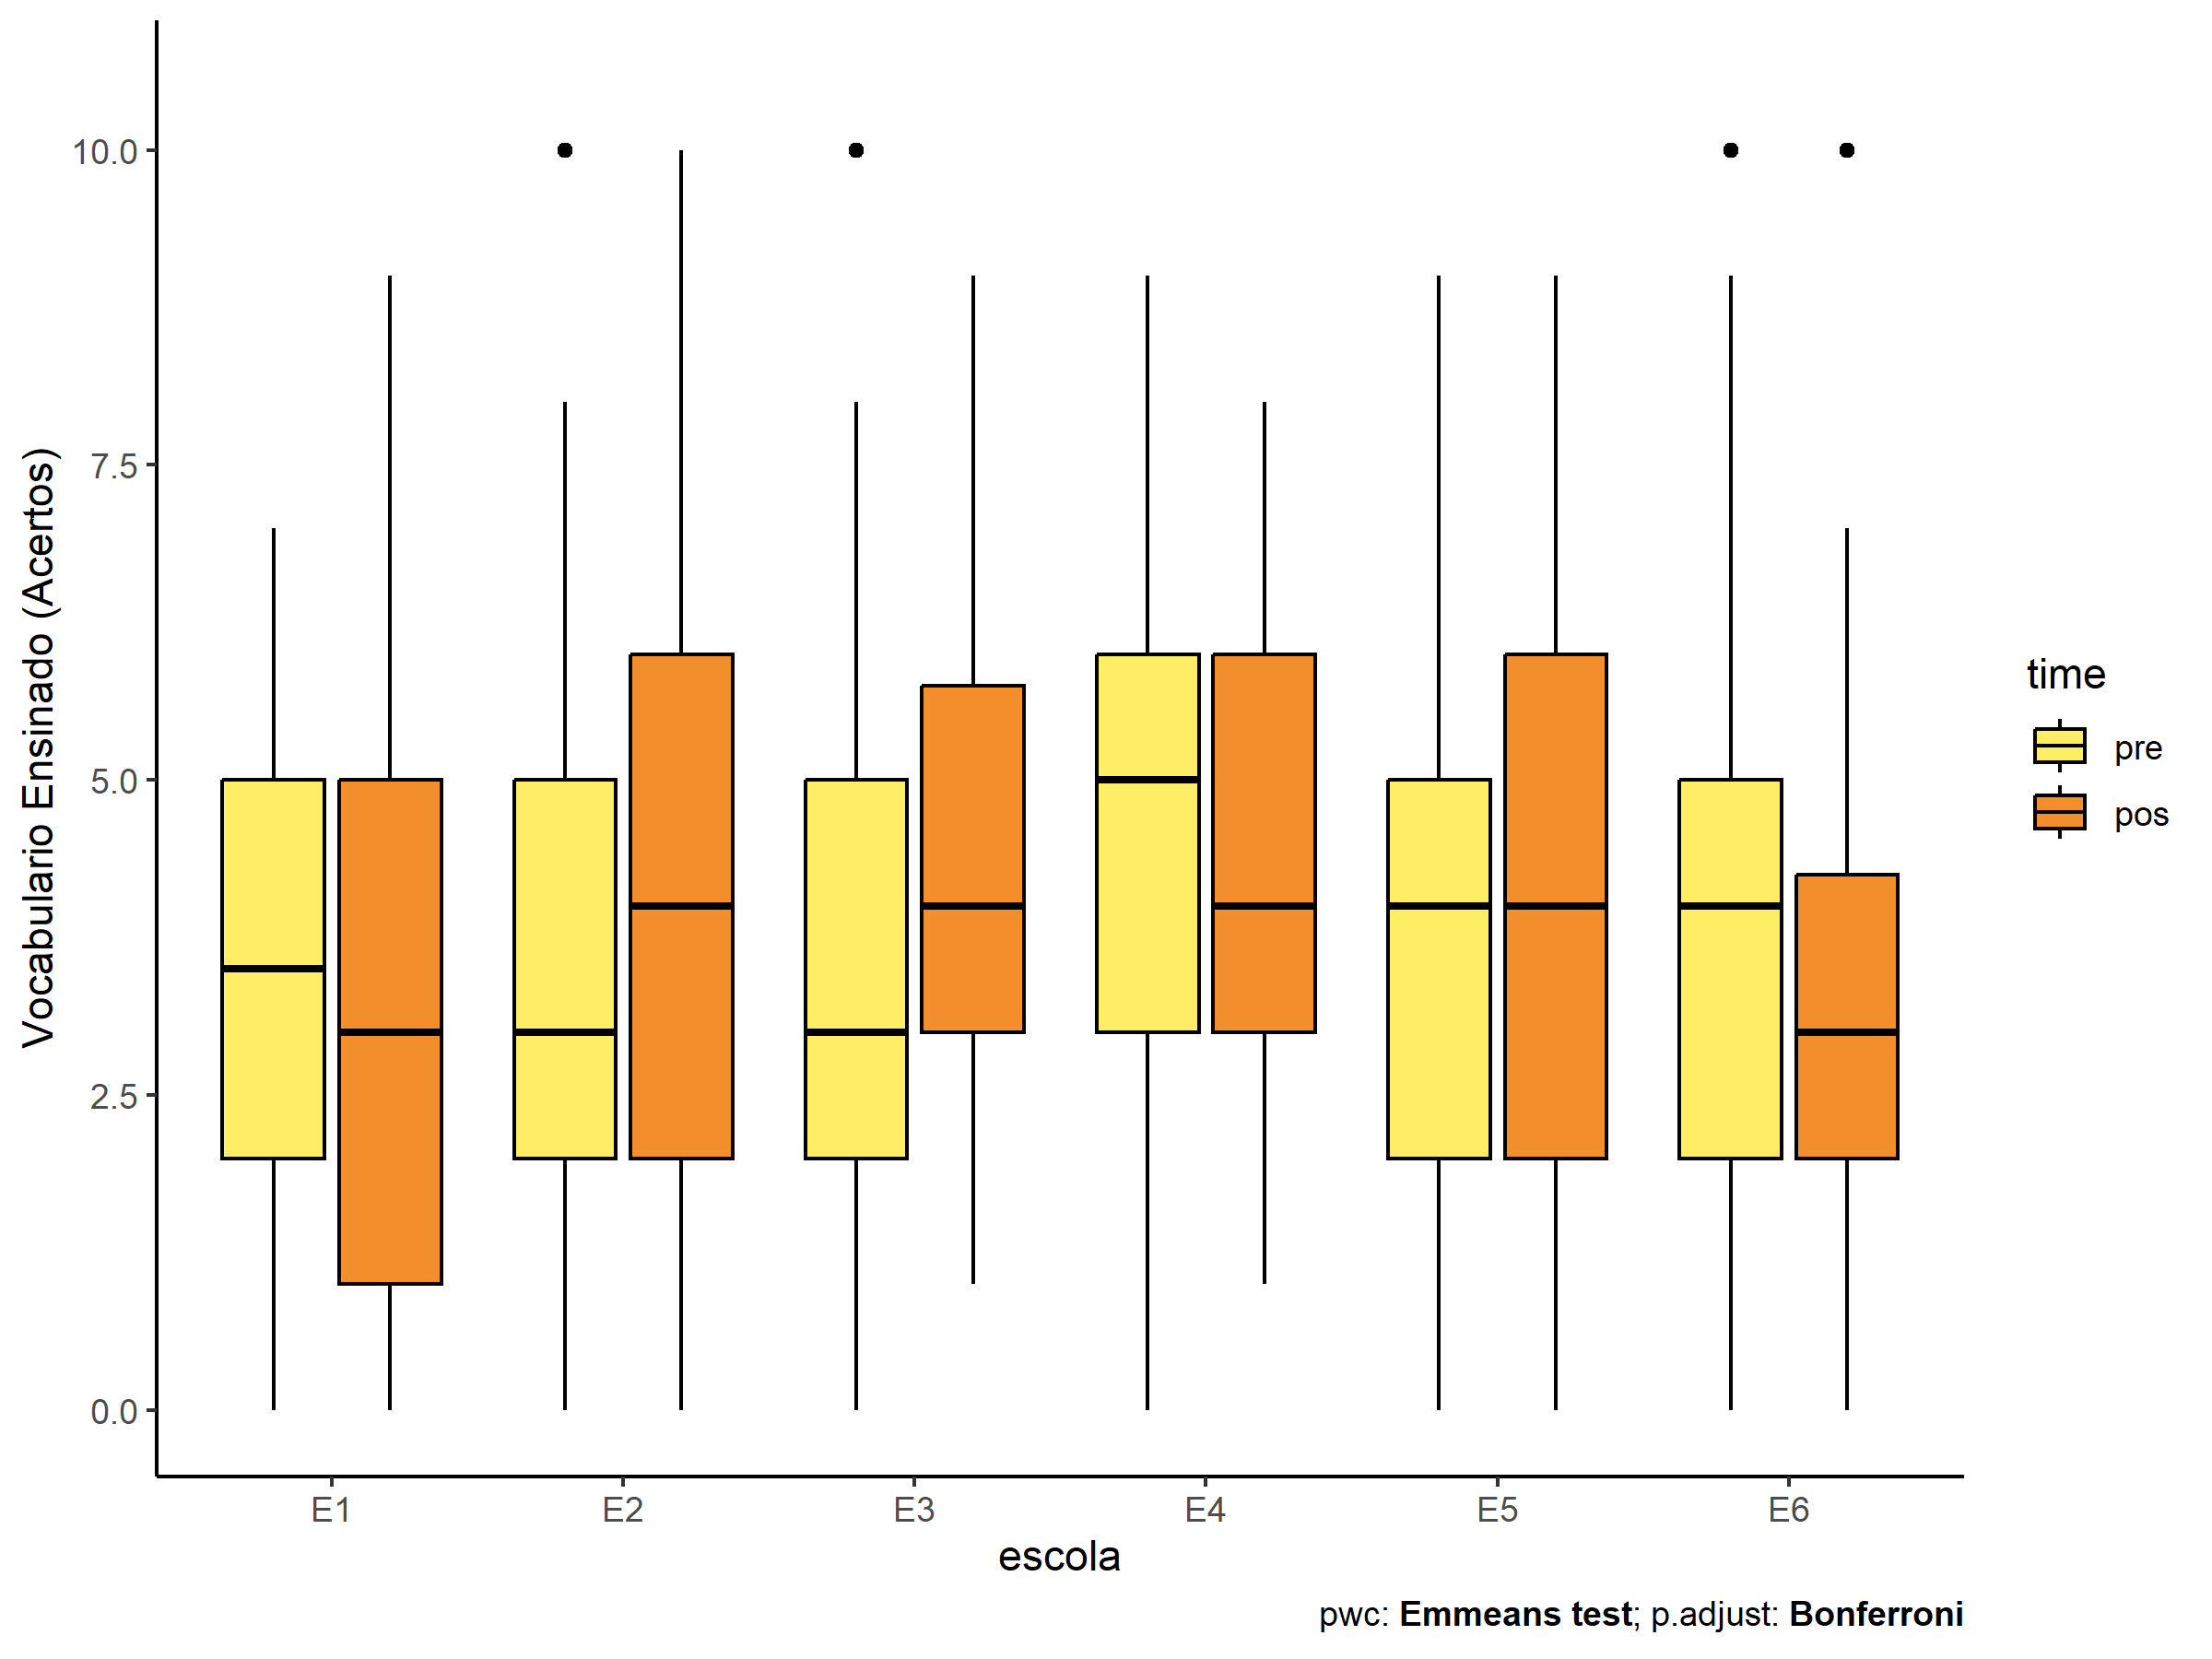 Vocabulario Ensinado (Acertos)
10.0
7.5
5.0
2.5
0.0
E1 E2 E3 E4 E5 E6
escola
time
pre
pos
pwc: Emmeans test; p.adjust: Bonferroni